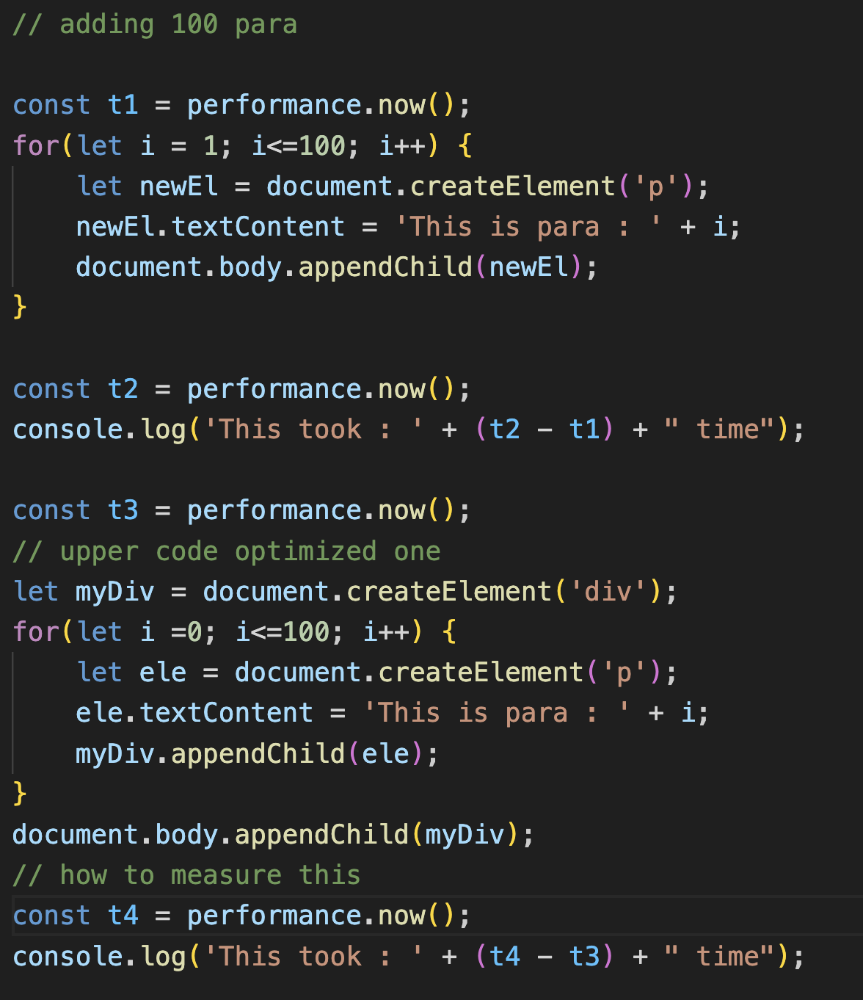 // adding 100 para
const t1 = performance.now();
for(let i = 1; i<=100; i++) {
    let newEl = document.createElement('p');
    newEl.textContent = 'This is para : ' + i;
    document.body.appendChild(newEl);
}
const t2 = performance.now();
console.log('This took : ' + (t2 - t1) + " time");
const t3 = performance.now();
// upper code optimized one
let myDiv = document.createElement('div');
for(let i =0; i<=100; i++) {
    let ele = document.createElement('p');
    ele.textContent = 'This is para : ' + i;
    myDiv.appendChild(ele);
}
document.body.appendChild(myDiv);
// how to measure this
const t4 = performance.now();
console.log('This took : ' + (t4 - t3) + " time");